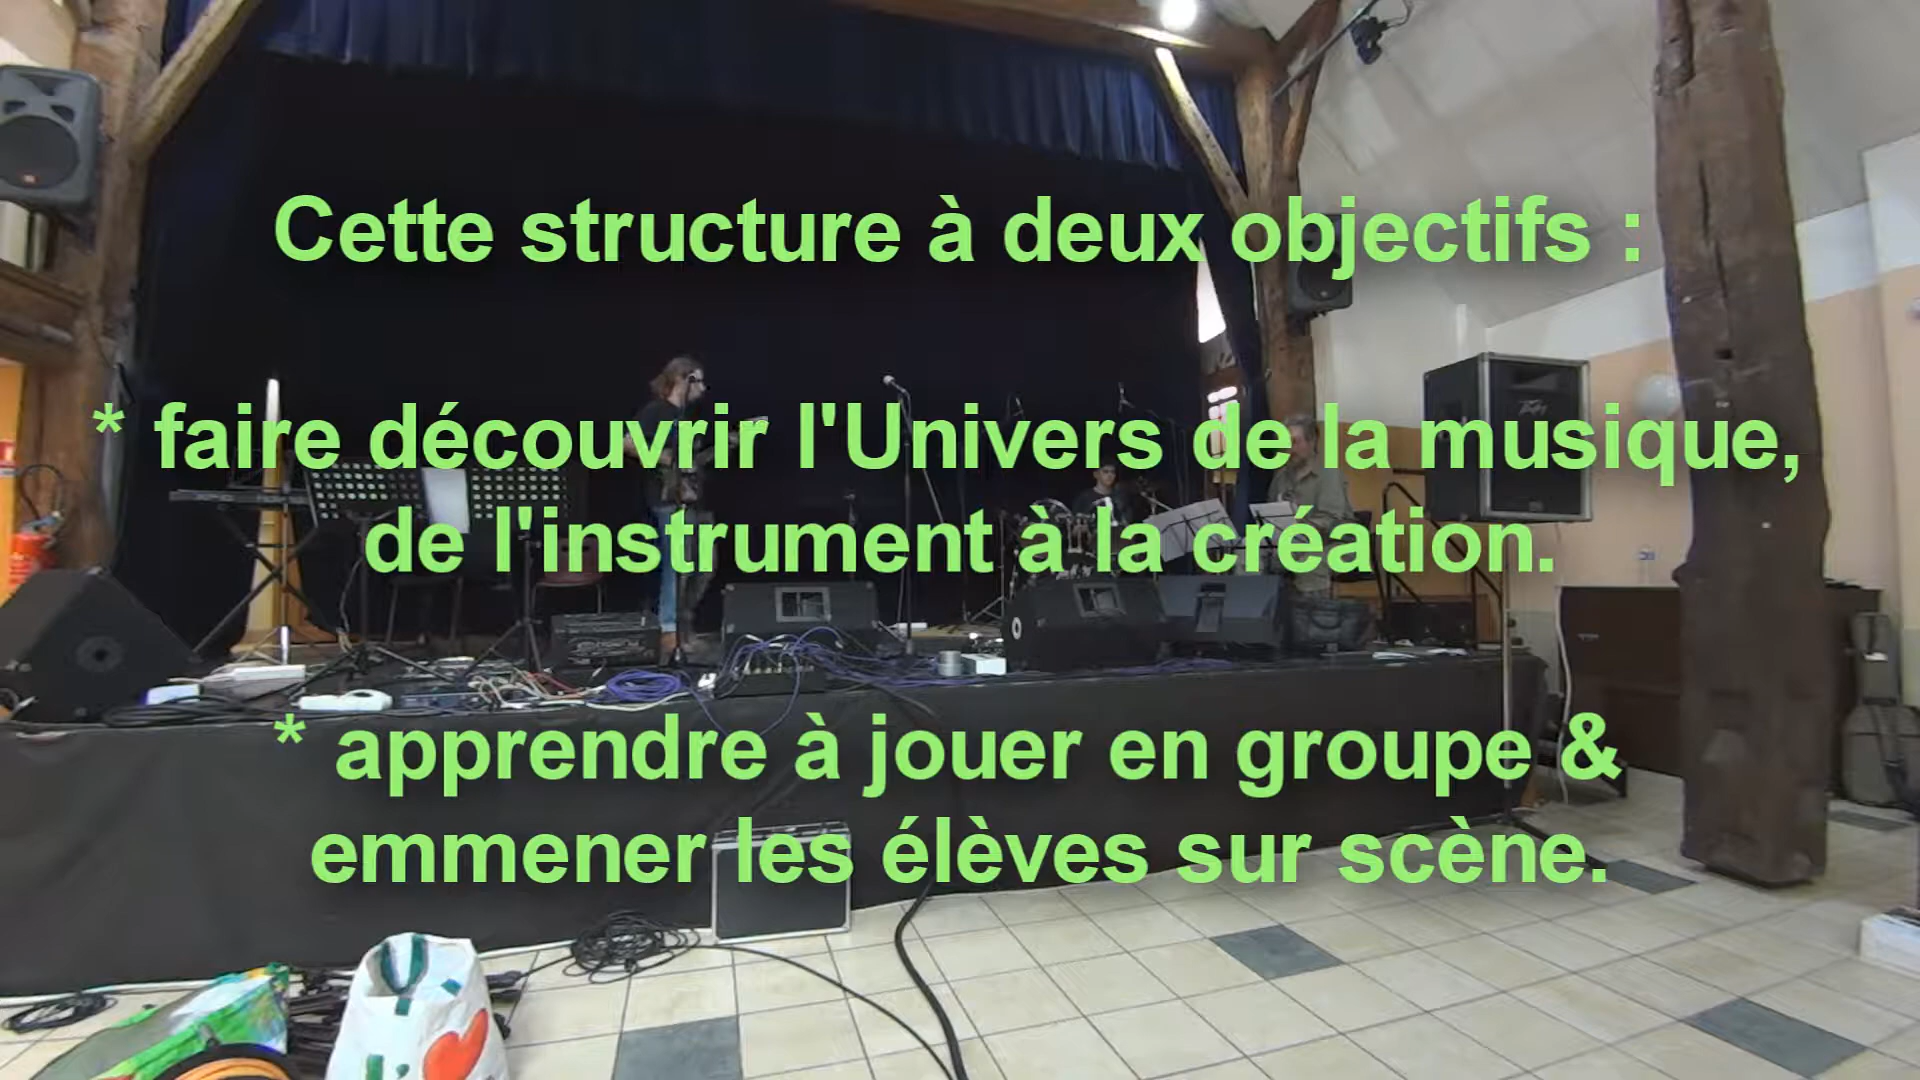 Cette structure à deux objectifs :
* faire découvrir l'Univers de la musique,
de l'instrument à la création.
* apprendre à jouer en groupe &
emmener les élèves sur scène.